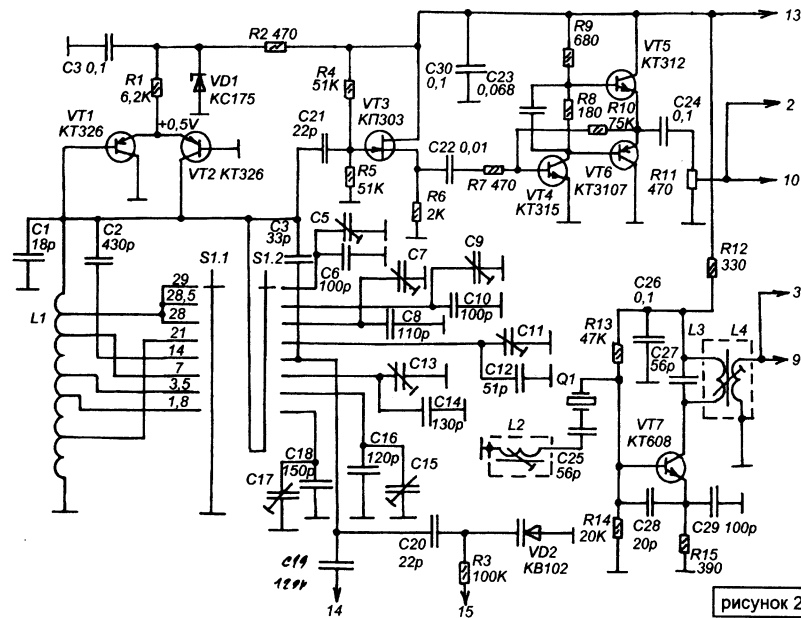 13
R2 470
R9
680
VT5
КТ312
C3 0,1
R1
6,2K
VD1
КС175
R4
51K
VT3
КП303
C30
0,1
C23
0,068
VT1
КТ326
+0,5V
C21
22p
R8
180
R10
75K
C24
0,1
2
VT2 КТ326
C22 0,01
R5
51K
R7 470
VT4
КТ315
VT6
КТ3107
R11
470
10
R6
2K
C1
18p
C2
430p
S1.1
S1.2
C3
33p
C5
C7
C9
R12
330
C6
100p
29
28,5
28
21
14
7
3,5
1,8
L1
C10
100p
C8
110p
C26
0,1
3
R13
47K
L3
L4
C11
C27
56p
9
C13
C12
51p
Q1
C14
130p
VT7
КТ608
L2
C18
150p
C16
120p
C17
C15
C25
56p
C20
22p
R14
20K
C28
20p
C29 100p
VD2
КВ102
R3
100K
R15
390
C19
14
15
рисунок 2